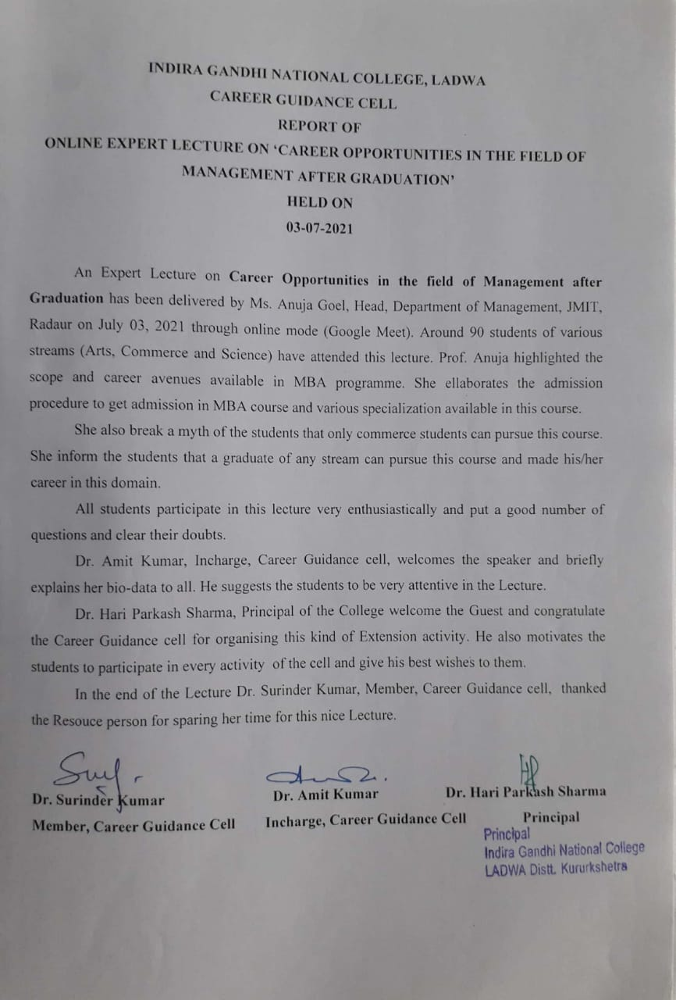 INDIRA GANDHI NATIONAL COLLEGE, LADWA
CAREER GUIDANCE CELL
REPORT OF
ONLINE EXPERT LECTURE ON ‘CAREER OPPORTUNITIES IN THE FIELD OF
MANAGEMENT AFTER GRADUATION’
HELD ON
03-07-2021
An Expert Lecture on Career Opportunities in the field of Management after
Graduation has been delivered by Ms. Anuja Goel, Head, Department of Management, JMIT,
Radaur on July 03, 2021 through online mode (Google Meet). Around 90 students of various
streams (Arts, Commerce and Science) have attended this lecture. Prof. Anuja highlighted the
scope and career avenues available in MBA programme. She ellaborates the admission
procedure to get admission in MBA course and various specialization available in this course.
She also break a myth of the students that only commerce students can pursue this course.
She inform the students that a graduate of any stream can pursue this course and made his/her
career in this domain.
All students participate in this lecture very enthusiastically and put a good number of
questions and clear their doubts.
Dr. Amit Kumar, Incharge, Career Guidance cell, welcomes the speaker and briefly
explains her bio-data to all. He suggests the students to be very attentive in the Lecture.
Dr. Hari Parkash Sharma, Principal of the College welcome the Guest and congratulate
the Career Guidance cell for organising this kind of Extension activity. He also motivates the
students to participate in every activity of the cell and give his best wishes to them.
In the end of the Lecture Dr. Surinder Kumar, Member, Career Guidance cell, thanked
the Resouce person for sparing her time for this nice Lecture.
Dr. Surinder Kumar
Member, Career Guidance Cell
Dr. Amit Kumar
Incharge, Career Guidance Cell
Dr. Hari Parkash Sharma
Principal
Principal
Indira Gandhi National College
LADWA Distt. Kururkshetra